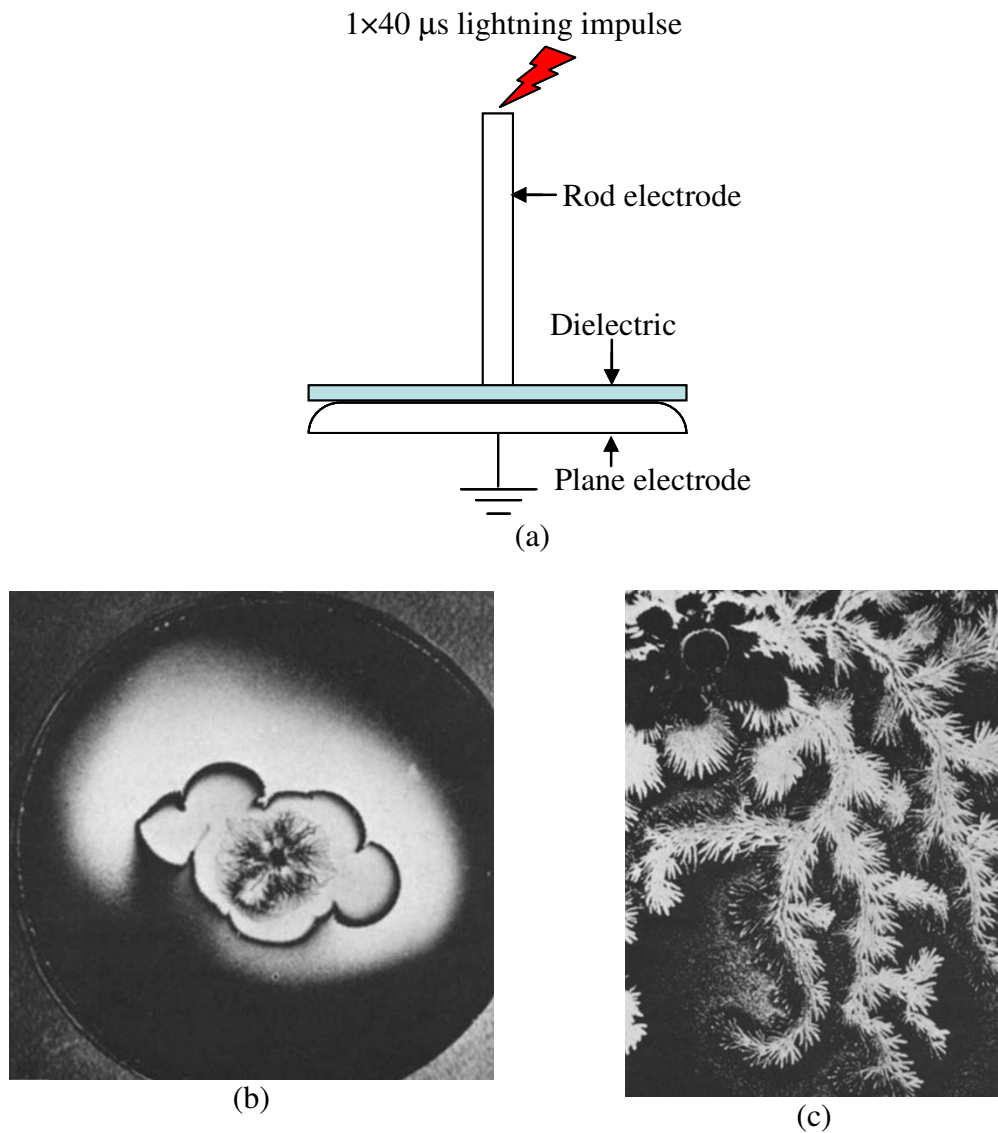 1×40 μs lightning impulse
Rod electrode
Dielectric
Plane electrode
(a)
(b)
(c)